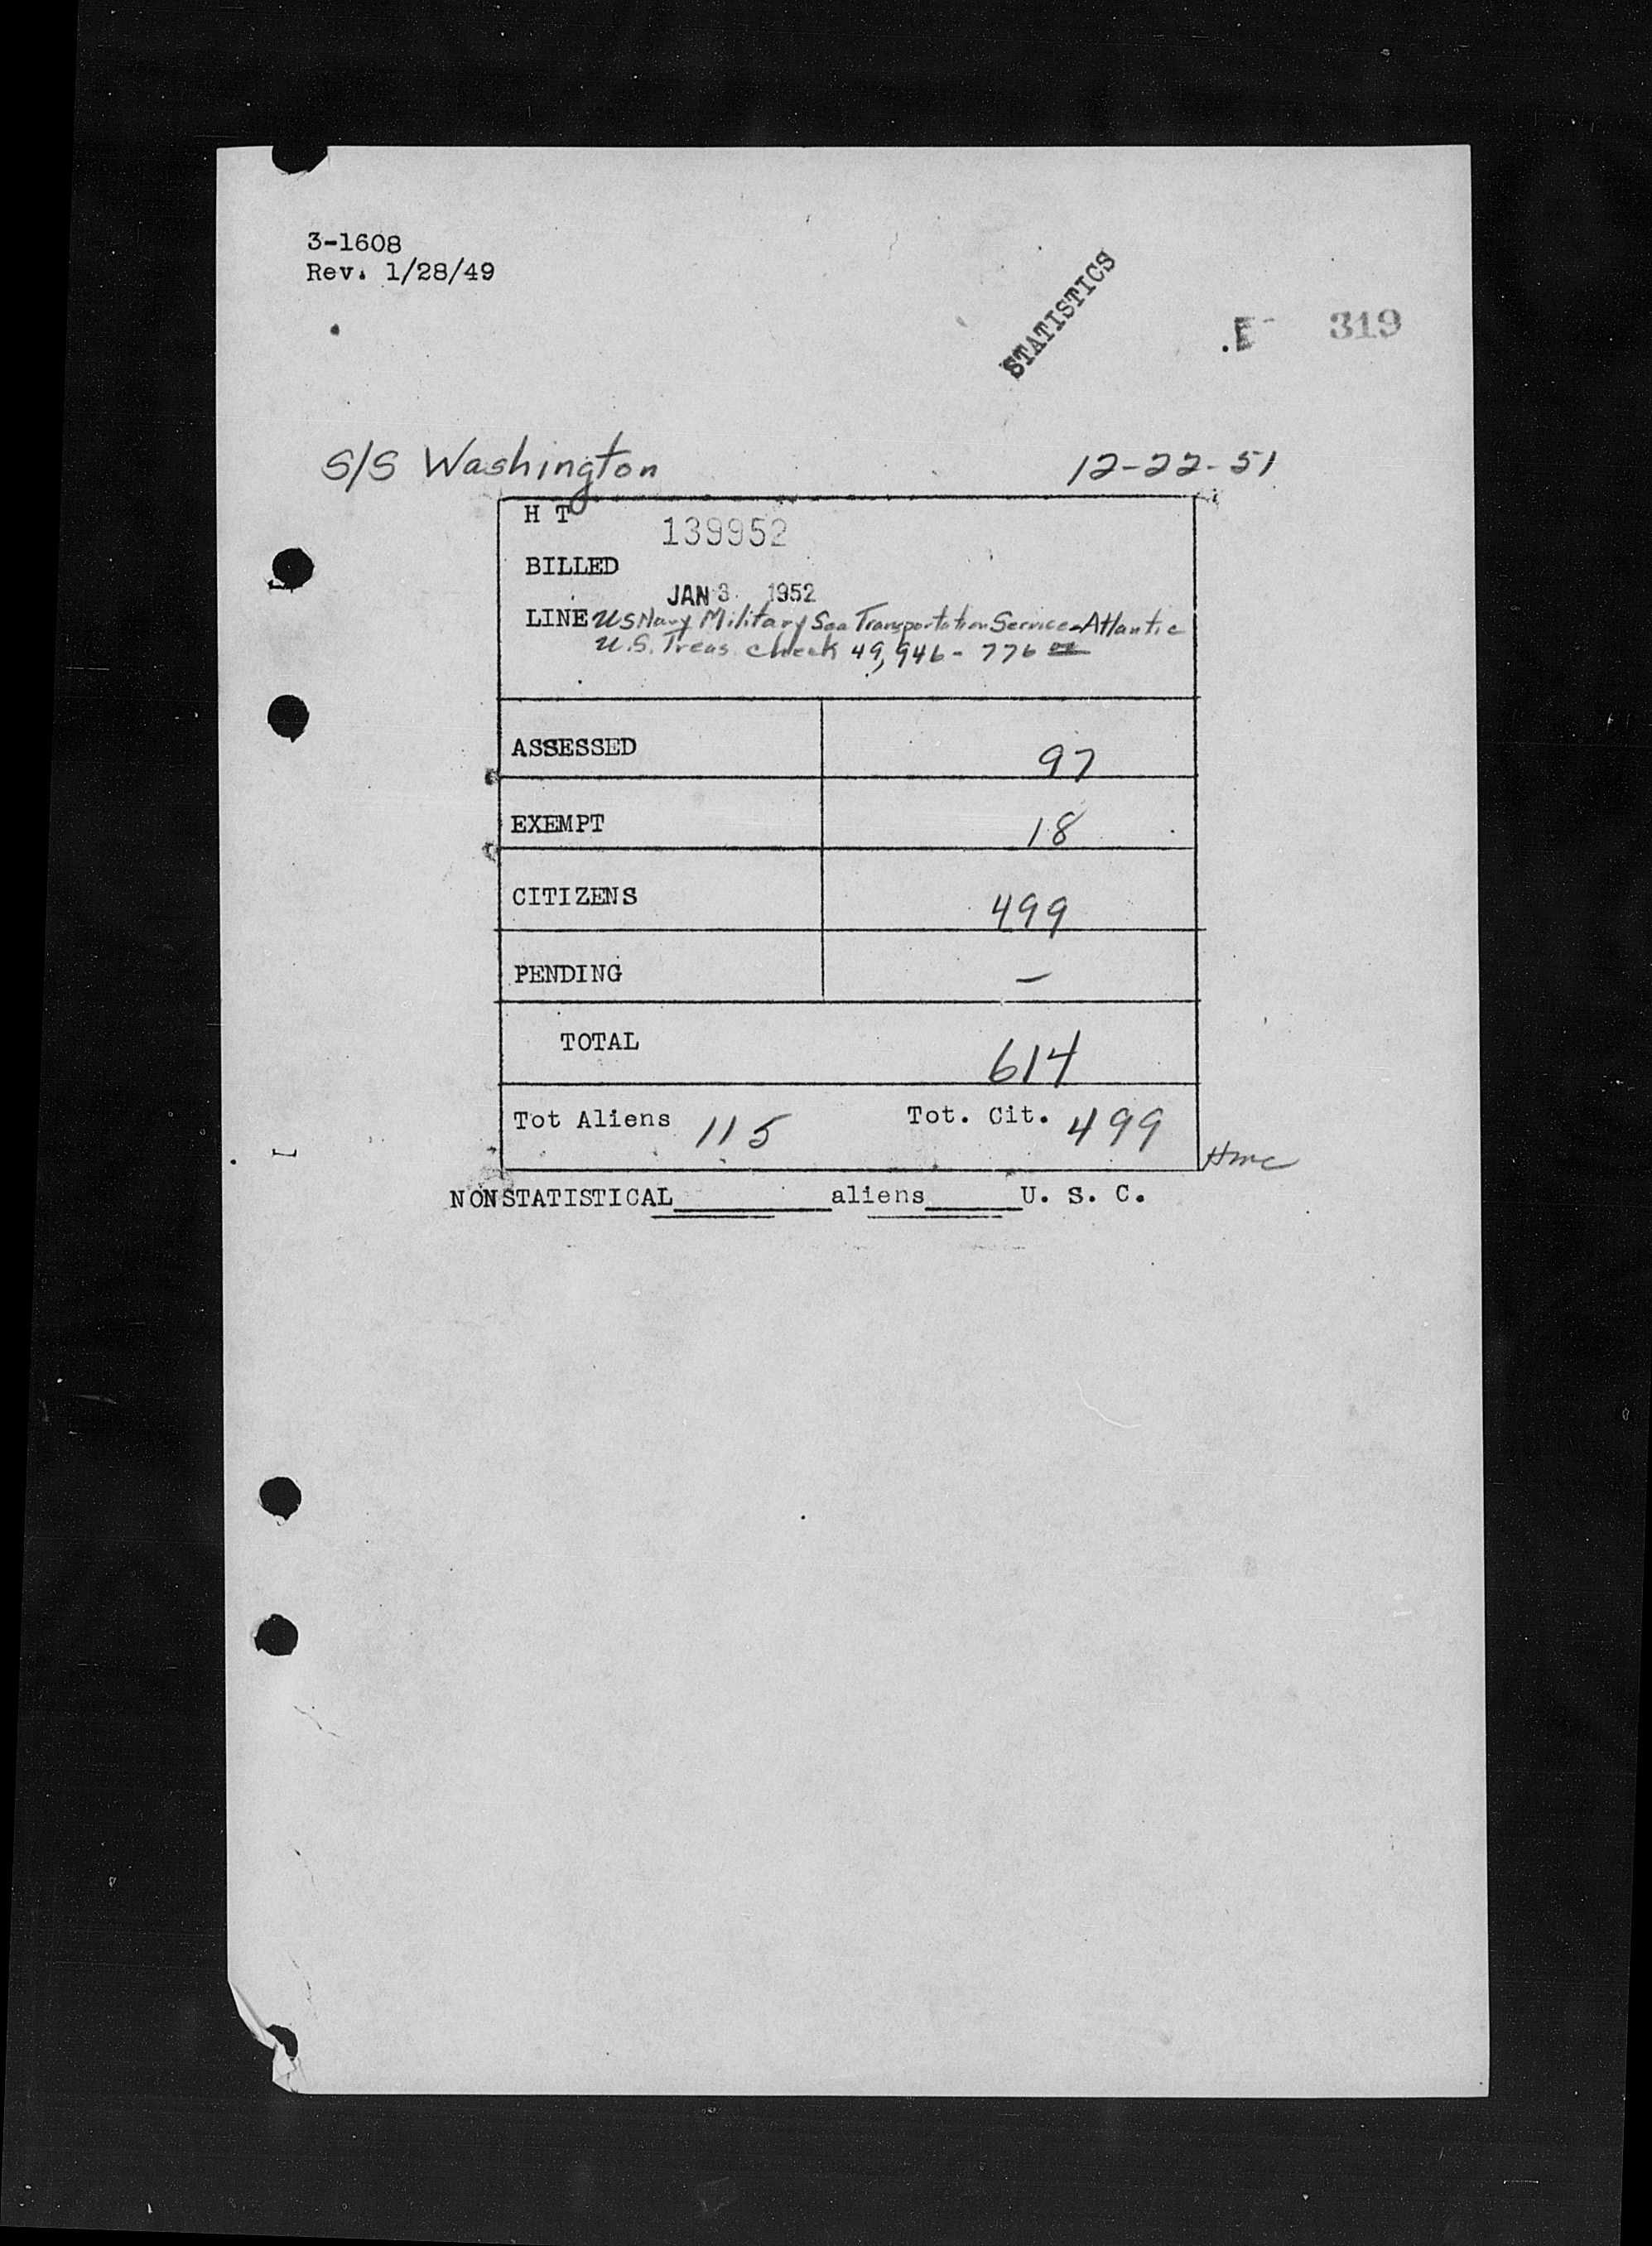 3-1608
Rev. 1/28/49
STATISTICS
E 319
S/S Washington 12-22-51
H T 139952
BILLED
JAN 3 1952
LINE US Navy Military Sea Transportation Service-Atlantic
U.S. Treas. check 49,946 - 776 00
ASSESSED 97
EXEMPT 18
CITIZENS 499
PENDING –
TOTAL 614
Tot Aliens 115 Tot. Cit. 499
Hmc
NONSTATISTICAL__________aliens______U. S. C.